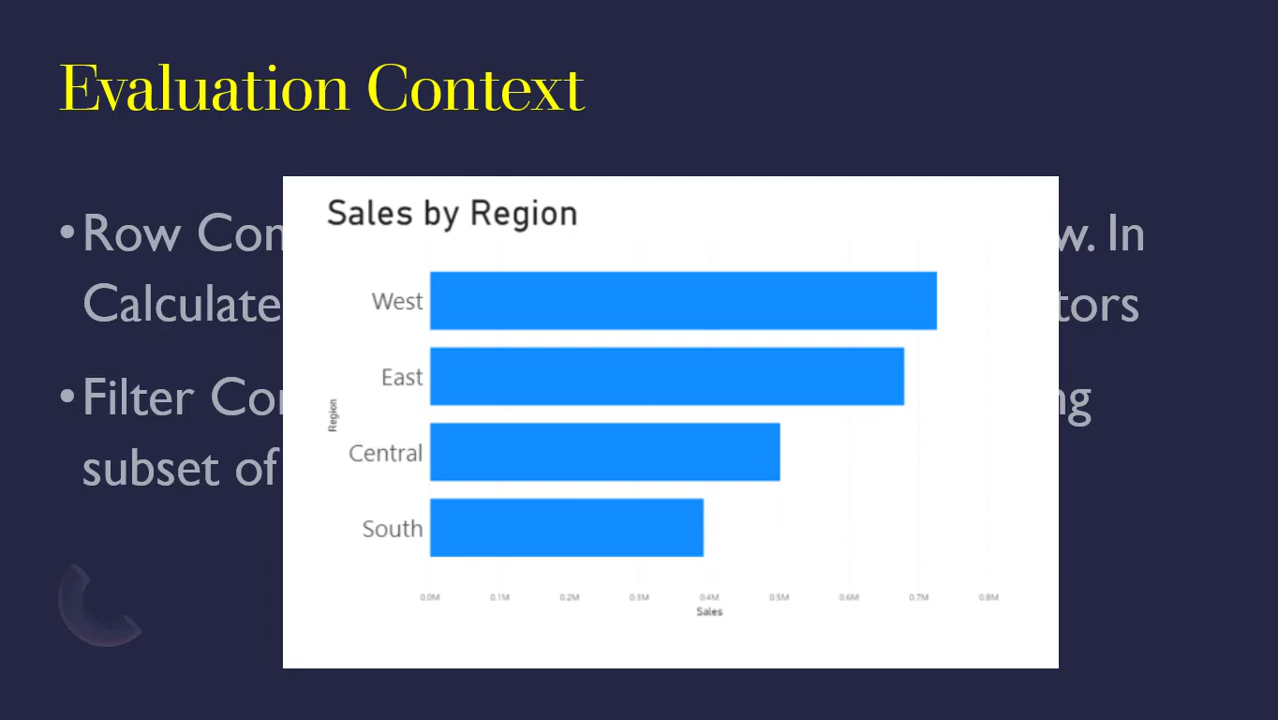 Evaluation Context
Sales by Region
•Row Con w. In
Calculate tors
•Filter Con ng
subset of
West
East
Central
South
Region
0.0M 0.1M 0.2M 0.3M 0.4M 0.5M 0.6M 0.7M 0.8M
Sales